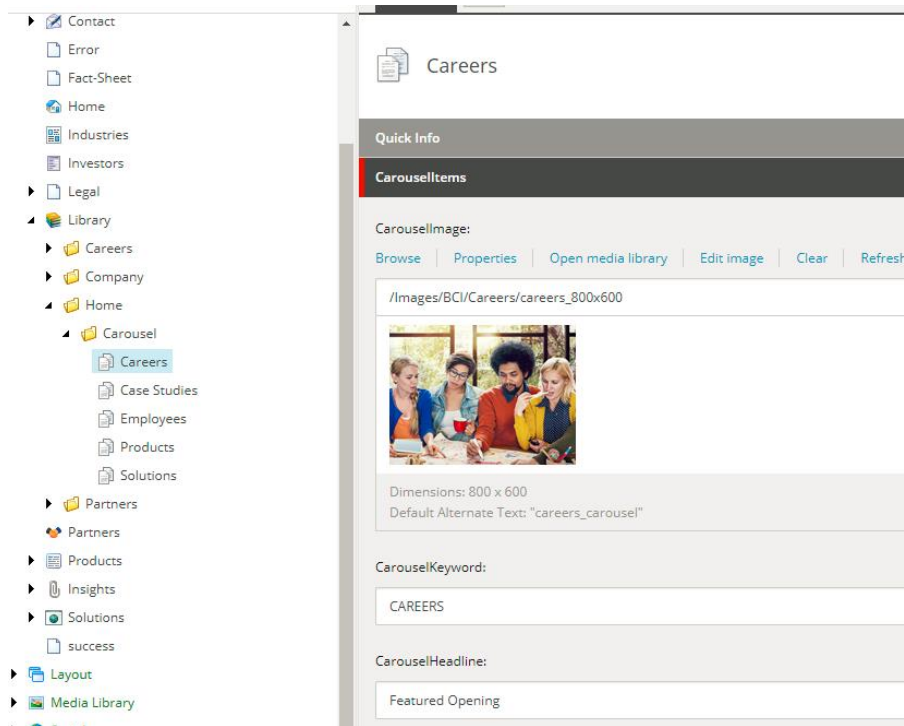 Contact
Error
Fact-Sheet
Home
Industries
Investors
Legal
Library
Careers
Company
Home
Carousel
Careers
Case Studies
Employees
Products
Solutions
Partners
Partners
Products
Insights
Solutions
success
Layout
Media Library
Careers
Quick Info
CarouselItems
CarouselImage:
Browse Properties Open media library Edit image Clear Refresh
/Images/BCI/Careers/careers_800x600
Dimensions: 800 x 600
Default Alternate Text: "careers_carousel"
CarouselKeyword:
CAREERS
CarouselHeadline:
Featured Opening